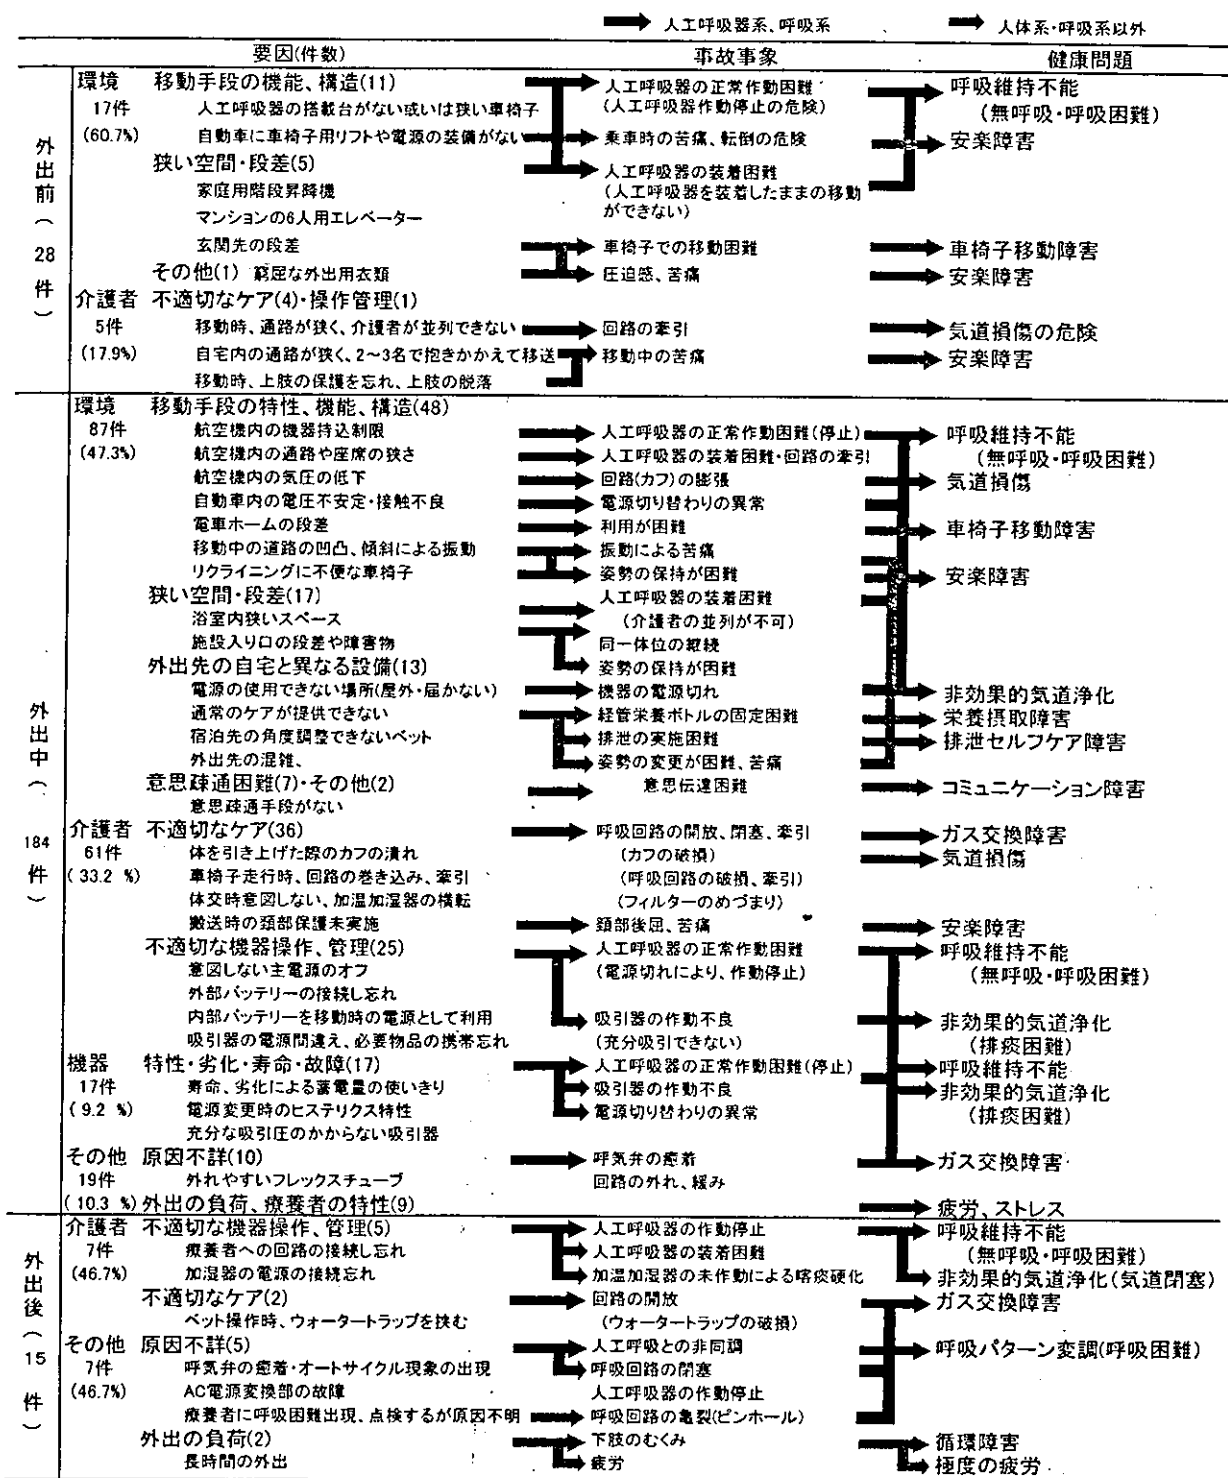 人工呼吸器系、呼吸系 人体系・呼吸系以外
要因(件数) 事故事象 健康問題
外出前(28件)
環境 移動手段の機能、構造(11) 人工呼吸器の正常作動困難 呼吸維持不能
17件 人工呼吸器の搭載台がない或いは狭い車椅子 (人工呼吸器作動停止の危険) (無呼吸・呼吸困難)
(60.7%) 自動車に車椅子用リフトや電源の装備がない 乗車時の苦痛、転倒の危険 安楽障害
狭い空間・段差(5) 人工呼吸器の装着困難
家庭用階段昇降機 (人工呼吸器を装着したままの移動
マンションの6人用エレベーター ができない)
玄関先の段差 車椅子での移動困難 車椅子移動障害
その他(1) 窮屈な外出用衣類 圧迫感、苦痛 安楽障害
介護者 不適切なケア(4)・操作管理(1)
5件 移動時、通路が狭く、介護者が並列できない 回路の牽引 気道損傷の危険
(17.9%) 自宅内の通路が狭く、2〜3名で抱きかかえて移送 移動中の苦痛 安楽障害
移動時、上肢の保護を忘れ、上肢の脱落
外出中(184件)
環境 移動手段の特性、機能、構造(48)
87件 航空機内の機器持込制限 人工呼吸器の正常作動困難(停止) 呼吸維持不能
(47.3%) 航空機内の通路や座席の狭さ 人工呼吸器の装着困難・回路の牽引 (無呼吸・呼吸困難)
航空機内の気圧の低下 回路(カフ)の膨張 気道損傷
自動車内の電圧不安定・接触不良 電源切り替わりの異常
電車ホームの段差 利用が困難 車椅子移動障害
移動中の道路の凹凸、傾斜による振動 振動による苦痛
リクライニングに不便な車椅子 姿勢の保持が困難 安楽障害
狭い空間・段差(17) 人工呼吸器の装着困難
浴室内狭いスペース (介護者の並列が不可)
施設入り口の段差や障害物 同一体位の継続
外出先の自宅と異なる設備(13) 姿勢の保持が困難
電源の使用できない場所(屋外・届かない) 機器の電源切れ 非効果的気道浄化
通常のケアが提供できない 経管栄養ボトルの固定困難 栄養摂取障害
宿泊先の角度調整できないベット 排泄の実施困難 排泄セルフケア障害
外出先の混雑、 姿勢の変更が困難、苦痛
意思疎通困難(7)・その他(2) 意思伝達困難 コミュニケーション障害
意思疎通手段がない
介護者 不適切なケア(36) 呼吸回路の開放、閉塞、牽引 ガス交換障害
61件 体を引き上げた際のカフの潰れ (カフの破損) 気道損傷
(33.2 %) 車椅子走行時、回路の巻き込み、牽引 (呼吸回路の破損、牽引)
体交時意図しない、加温加湿器の横転 (フィルターのめづまり)
搬送時の頚部保護未実施 頚部後屈、苦痛 安楽障害
不適切な機器操作、管理(25) 人工呼吸器の正常作動困難 呼吸維持不能
意図しない主電源のオフ (電源切れにより、作動停止) (無呼吸・呼吸困難)
外部バッテリーの接続し忘れ
内部バッテリーを移動時の電源として利用 吸引器の作動不良 非効果的気道浄化
吸引器の電源間違え、必要物品の携帯忘れ (充分吸引できない) (排痰困難)
機器 特性・劣化・寿命・故障(17) 人工呼吸器の正常作動困難(停止) 呼吸維持不能
17件 寿命、劣化による蓄電量の使いきり 吸引器の作動不良 非効果的気道浄化
(9.2 %) 電源変更時のヒステリクス特性 電源切り替わりの異常 (排痰困難)
充分な吸引圧のかからない吸引器
その他 原因不詳(10) 呼気弁の癒着 ガス交換障害
19件 外れやすいフレックスチューブ 回路の外れ、緩み
(10.3 %) 外出の負荷、療養者の特性(9) 疲労、ストレス
外出後(15件)
介護者 不適切な機器操作、管理(5) 人工呼吸器の作動停止 呼吸維持不能
7件 療養者への回路の接続し忘れ 人工呼吸器の装着困難 (無呼吸・呼吸困難)
(46.7%) 加湿器の電源の接続忘れ 加温加湿器の未作動による喀痰硬化 非効果的気道浄化(気道閉塞)
不適切なケア(2) 回路の開放 ガス交換障害
ベット操作時、ウォータートラップを挟む (ウォータートラップの破損)
その他 原因不詳(5) 人工呼吸との非同調 呼吸パターン変調(呼吸困難)
7件 呼気弁の癒着・オートサイクル現象の出現 呼吸回路の閉塞
(46.7%) AC電源変換部の故障 人工呼吸器の作動停止
療養者に呼吸困難出現、点検するが原因不明 呼吸回路の亀裂(ピンホール)
外出の負荷(2) 下肢のむくみ 循環障害
長時間の外出 疲労 極度の疲労